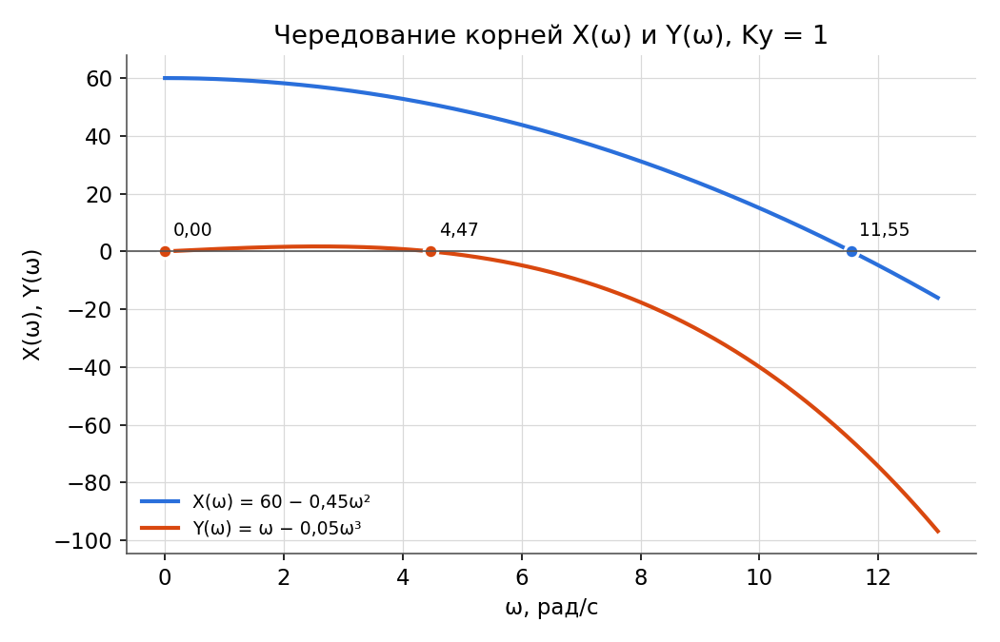 Чередование корней X(ω) и Y(ω), Ky = 1
X(ω), Y(ω)
60
40
20
0
−20
−40
−60
−80
−100
0,00
4,47
11,55
X(ω) = 60 − 0,45ω²
Y(ω) = ω − 0,05ω³
0 2 4 6 8 10 12
ω, рад/с